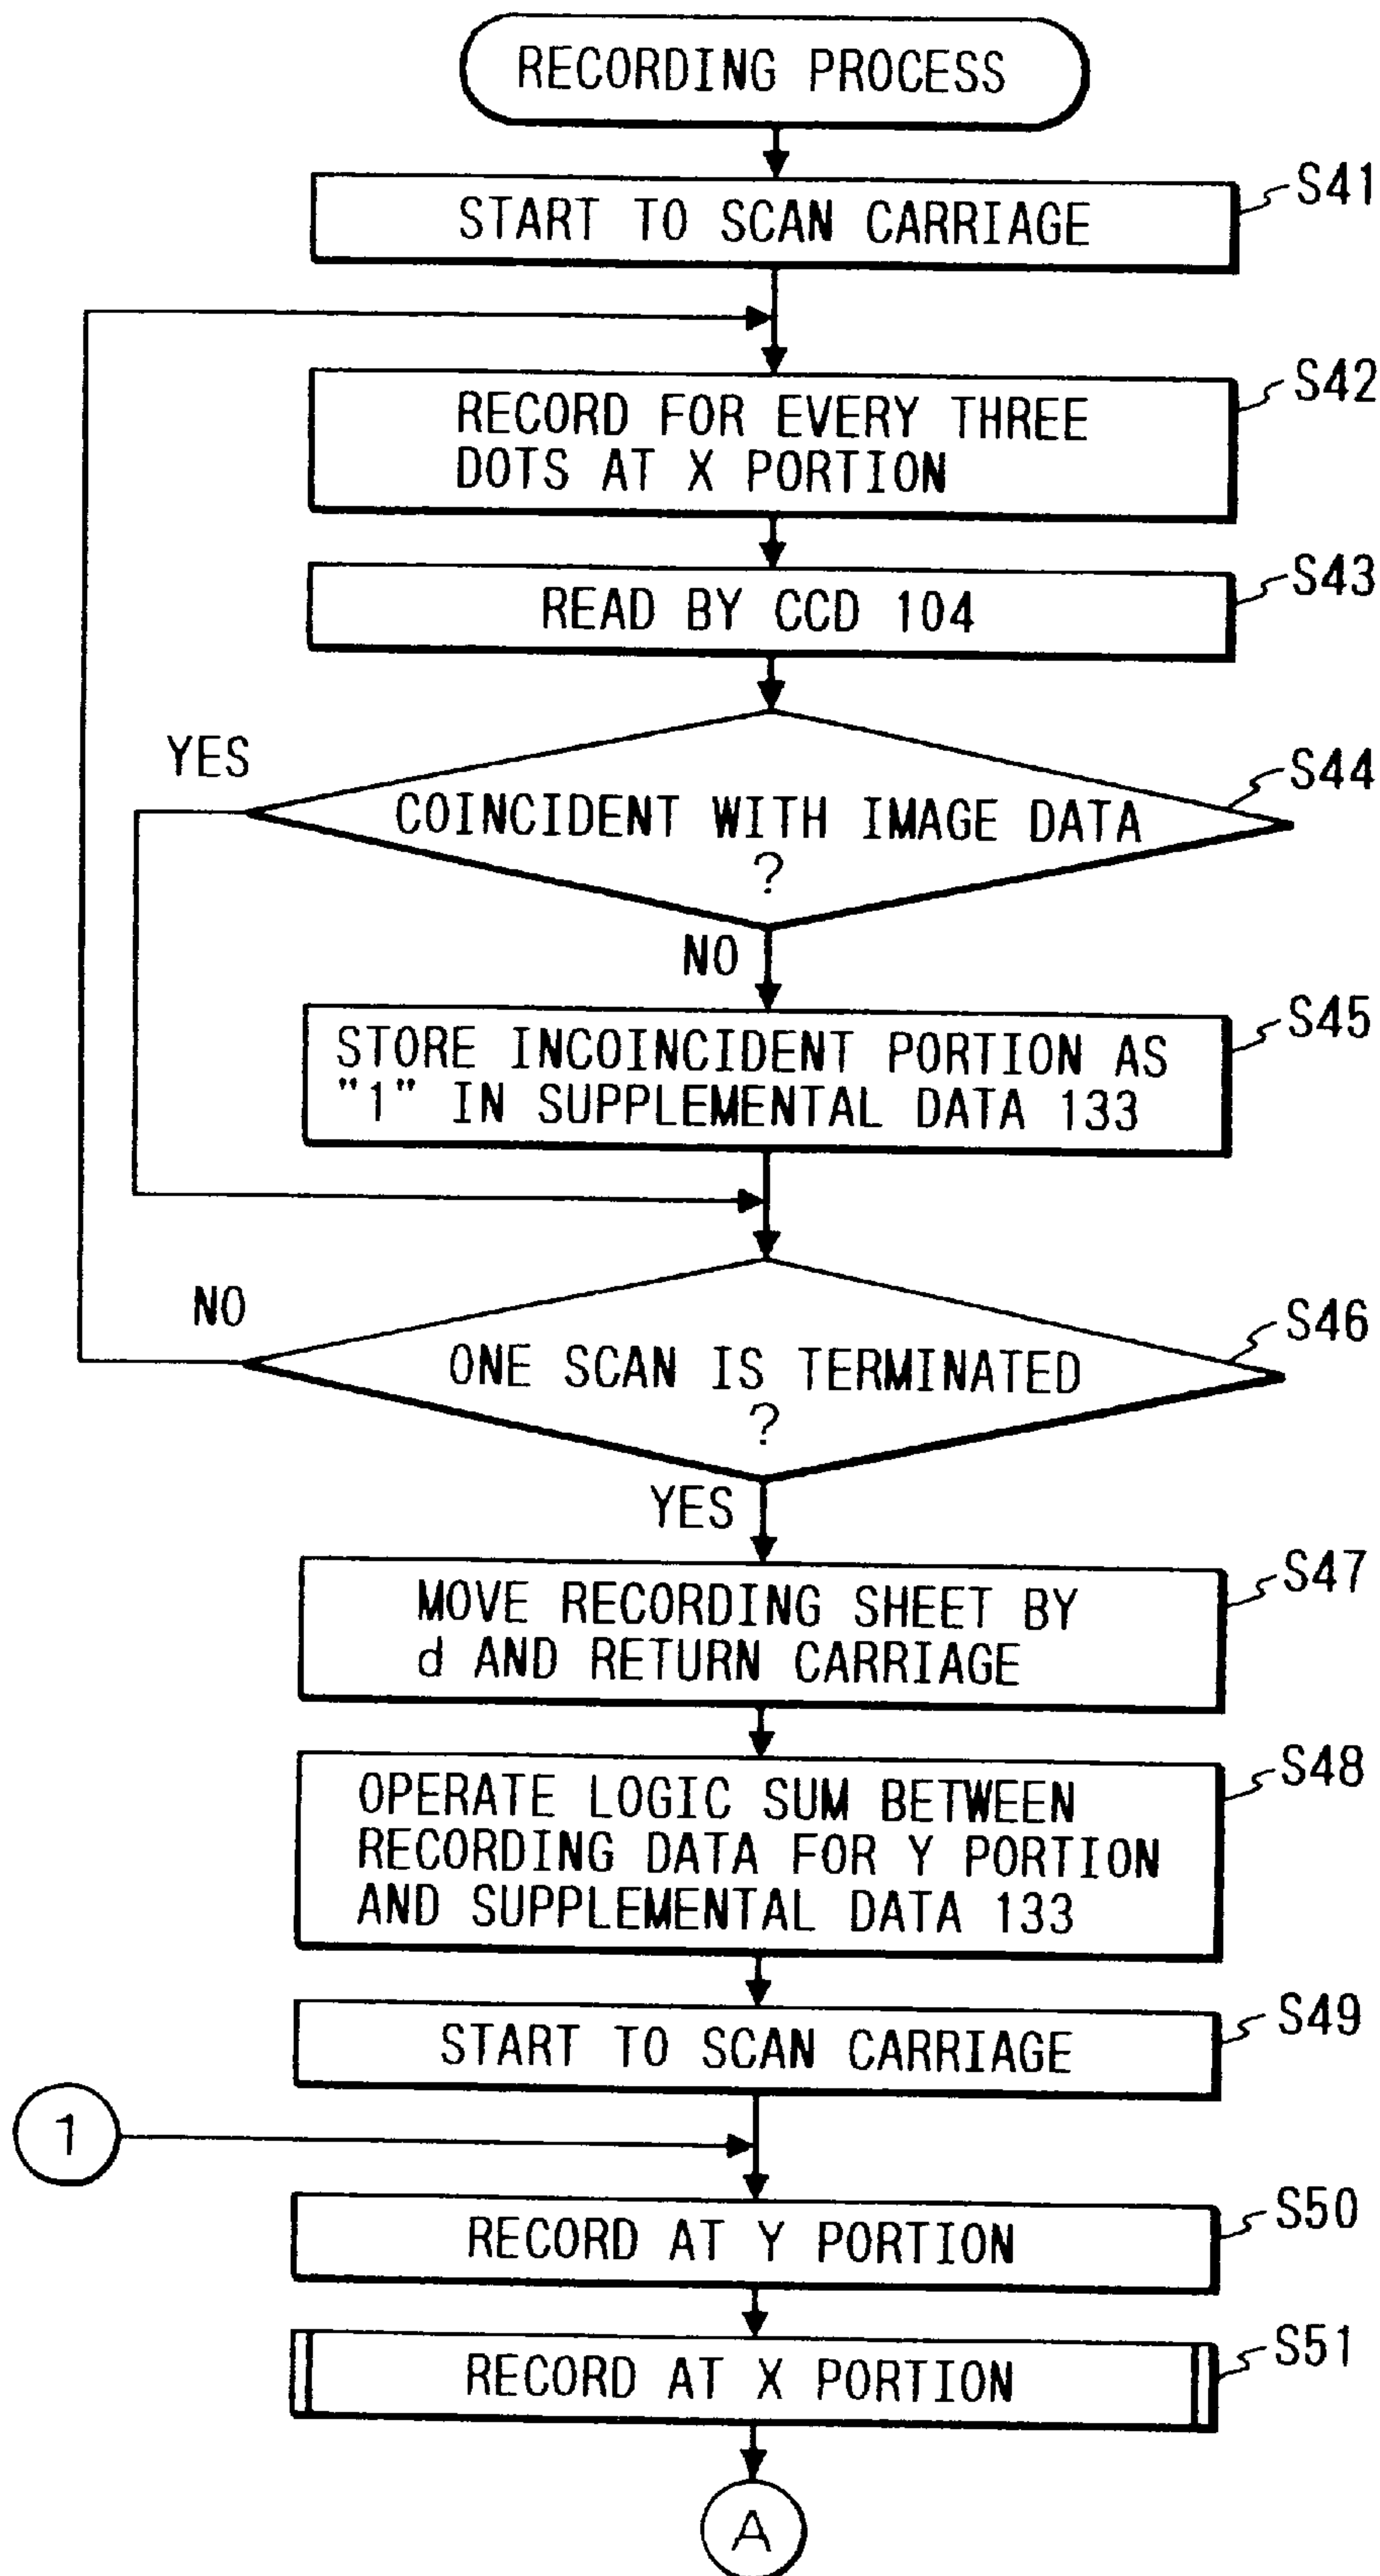 RECORDING PROCESS
START TO SCAN CARRIAGE
S41
RECORD FOR EVERY THREE
DOTS AT X PORTION
S42
READ BY CCD 104
S43
YES
COINCIDENT WITH IMAGE DATA
?
S44
NO
STORE INCOINCIDENT PORTION AS
"1" IN SUPPLEMENTAL DATA 133
S45
NO
ONE SCAN IS TERMINATED
?
S46
YES
MOVE RECORDING SHEET BY
d AND RETURN CARRIAGE
S47
OPERATE LOGIC SUM BETWEEN
RECORDING DATA FOR Y PORTION
AND SUPPLEMENTAL DATA 133
S48
START TO SCAN CARRIAGE
S49
1
RECORD AT Y PORTION
S50
RECORD AT X PORTION
S51
A